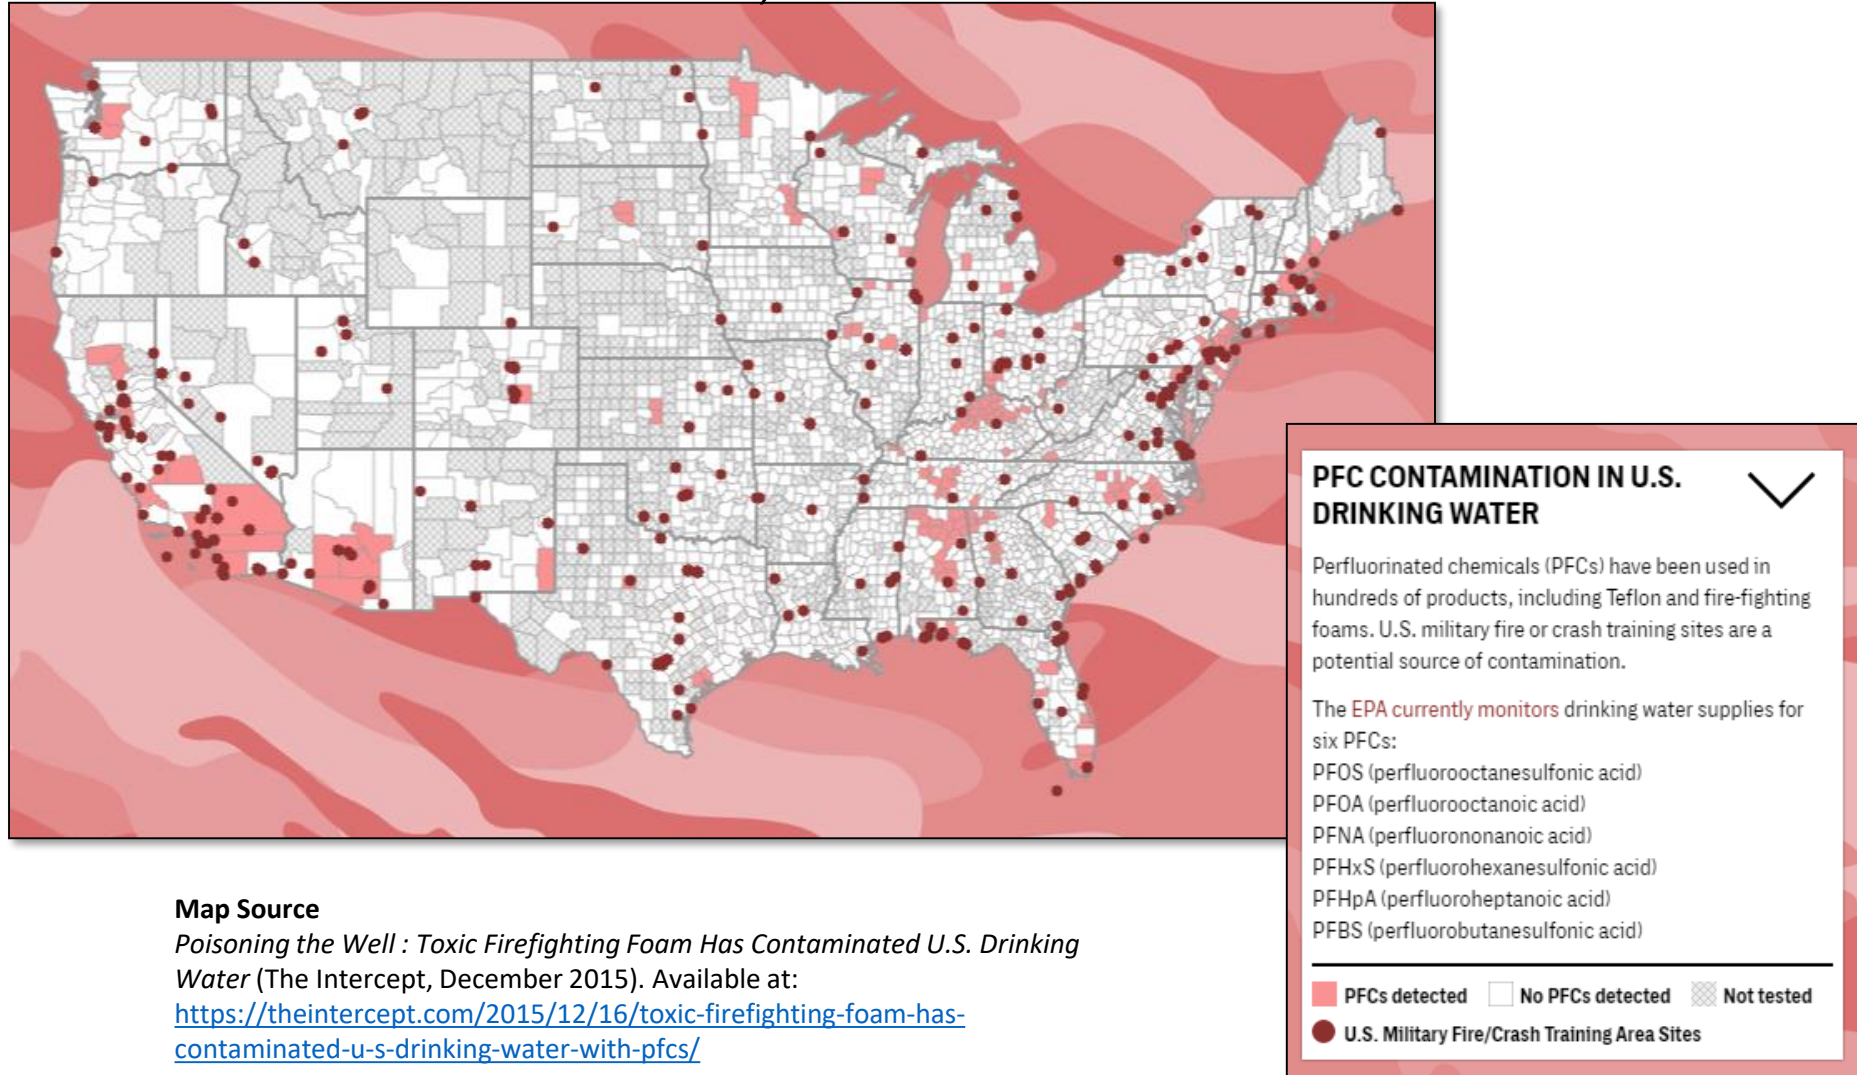 PFC CONTAMINATION IN U.S.
DRINKING WATER
Perfluorinated chemicals (PFCs) have been used in
hundreds of products, including Teflon and fire-fighting
foams. U.S. military fire or crash training sites are a
potential source of contamination.
The EPA currently monitors drinking water supplies for
six PFCs:
PFOS (perfluorooctanesulfonic acid)
PFOA (perfluorooctanoic acid)
PFNA (perfluorononanoic acid)
PFHxS (perfluorohexanesulfonic acid)
PFHpA (perfluoroheptanoic acid)
PFBS (perfluorobutanesulfonic acid)
PFCs detected No PFCs detected Not tested
U.S. Military Fire/Crash Training Area Sites
Map Source
Poisoning the Well : Toxic Firefighting Foam Has Contaminated U.S. Drinking
Water (The Intercept, December 2015). Available at:
https://theintercept.com/2015/12/16/toxic-firefighting-foam-has-
contaminated-u-s-drinking-water-with-pfcs/